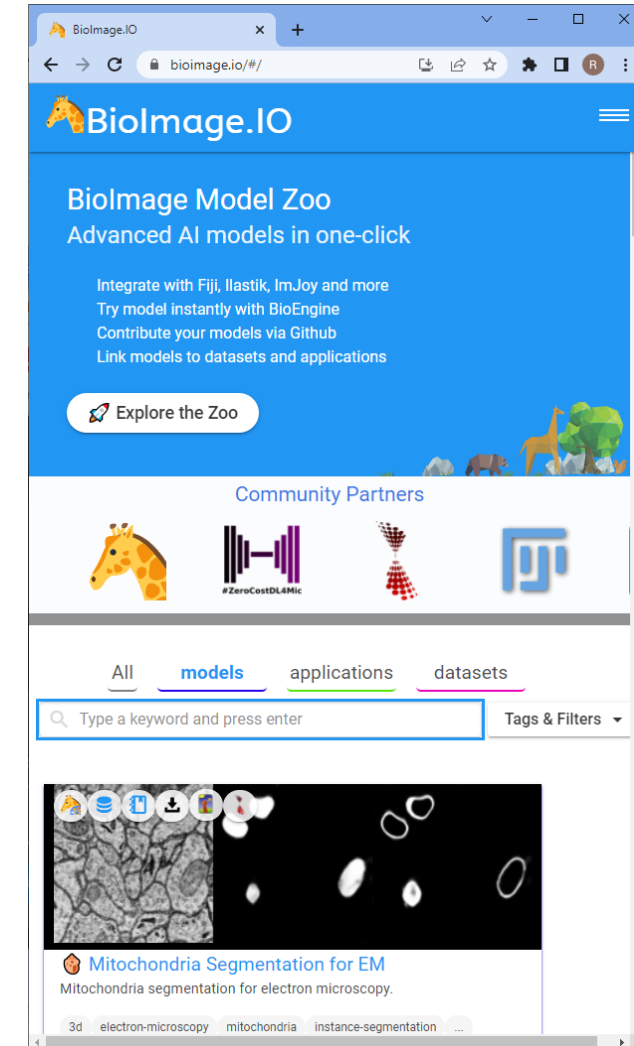 BioImage.IO
bioimage.io/#/
R
BioImage.IO
BioImage Model Zoo
Advanced AI models in one-click
Integrate with Fiji, Ilastik, ImJoy and more
Try model instantly with BioEngine
Contribute your models via Github
Link models to datasets and applications
Explore the Zoo
Community Partners
#ZeroCostDL4Mic
All models applications datasets
Type a keyword and press enter Tags & Filters
Mitochondria Segmentation for EM
Mitochondria segmentation for electron microscopy.
3d electron-microscopy mitochondria instance-segmentation ...